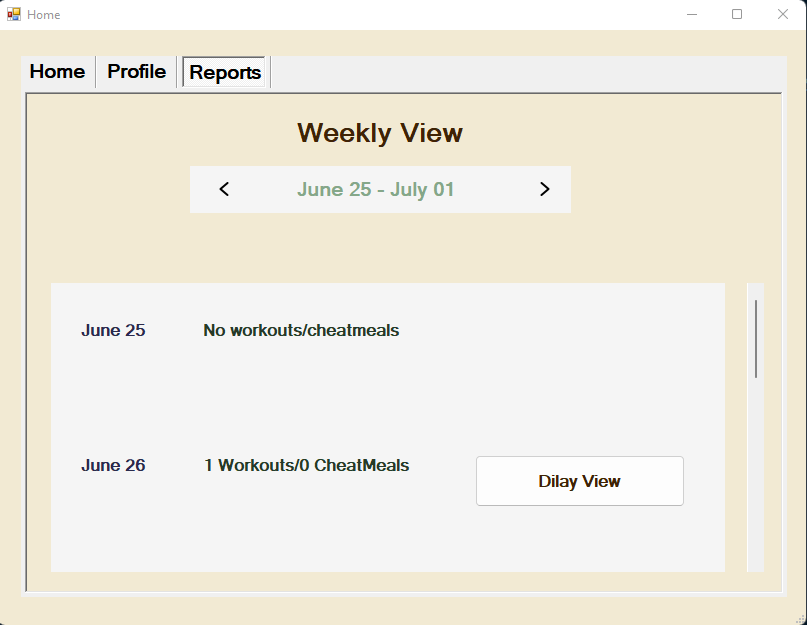 Home
Home Profile Reports
Weekly View
< June 25 - July 01 >
June 25 No workouts/cheatmeals
June 26 1 Workouts/0 CheatMeals
Dilay View